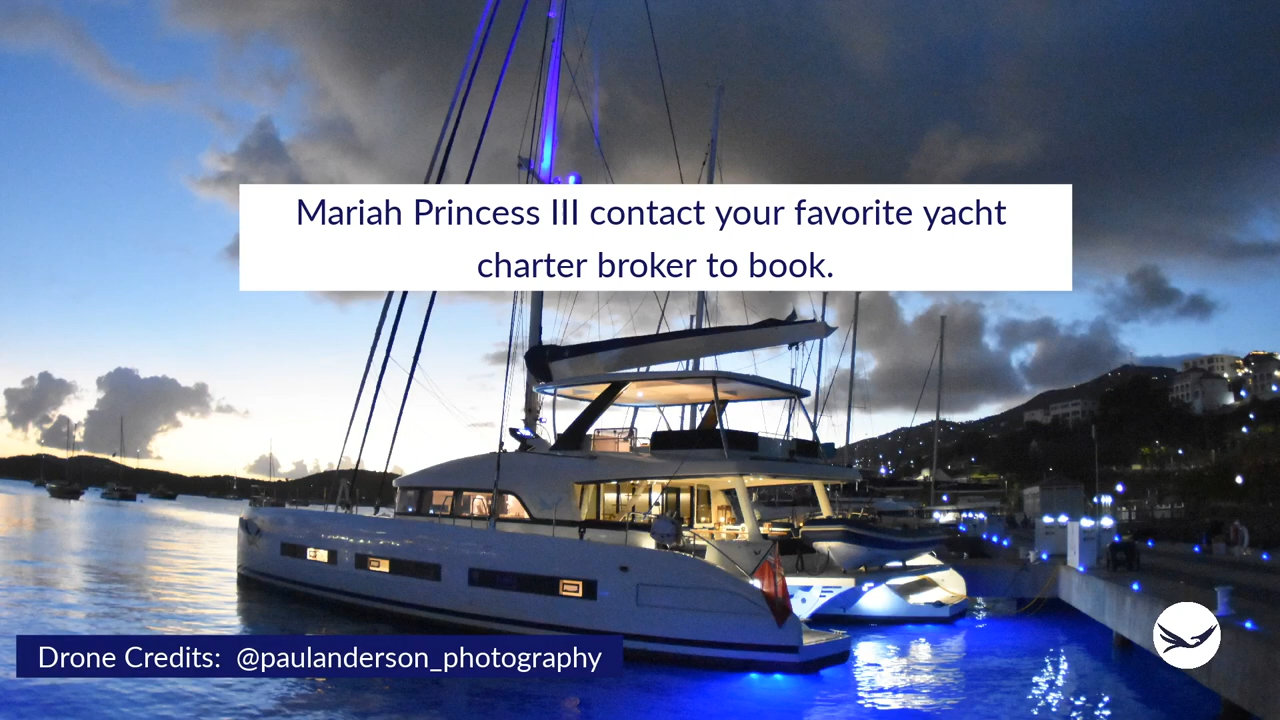 Mariah Princess III contact your favorite yacht
charter broker to book.
Drone Credits: @paulanderson_photography